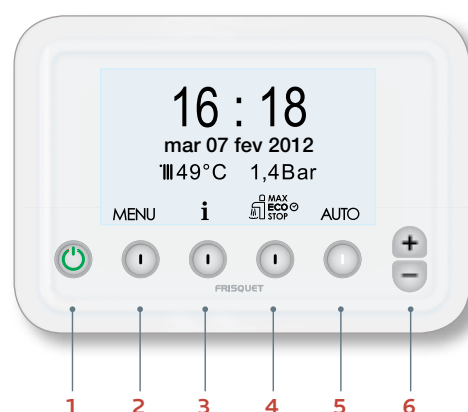 16 : 18
mar 07 fev 2012
49°C 1,4Bar
MENU i MAX ECO STOP AUTO
+
−
FRISQUET
1 2 3 4 5 6